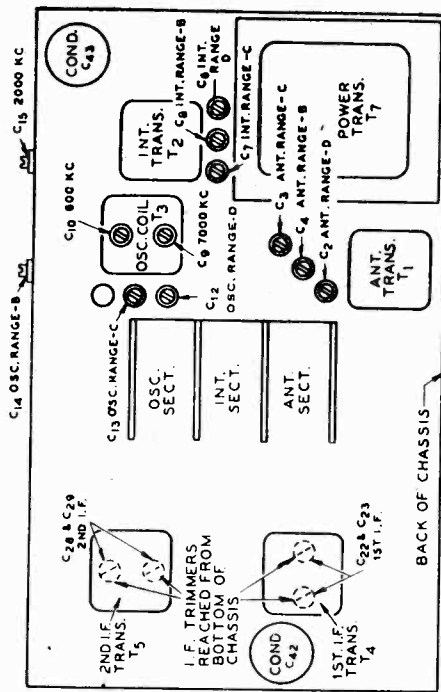 C14 OSC. RANGE-B
C15 2000 KC
COND.
C43
C10 600 KC
INT.
TRANS.
T2
C8 INT. RANGE-B
C6 INT.
RANGE
D
C7 INT. RANGE-C
OSC. COIL
T3
C9 7000 KC
C13 OSC. RANGE-C
C12
OSC. RANGE-D
C3 ANT. RANGE-C
C4 ANT. RANGE-B
C2 ANT. RANGE-D
POWER
TRANS.
T7
ANT.
TRANS.
T1
OSC.
SECT.
INT.
SECT.
ANT.
SECT.
C28 & C29
2ND I.F.
2ND I.F.
TRANS.
T5
I.F. TRIMMERS
REACHED FROM
BOTTOM OF
CHASSIS
C22 & C23
1ST I.F.
COND
C42
1ST. I.F.
TRANS.
T4
BACK OF CHASSIS